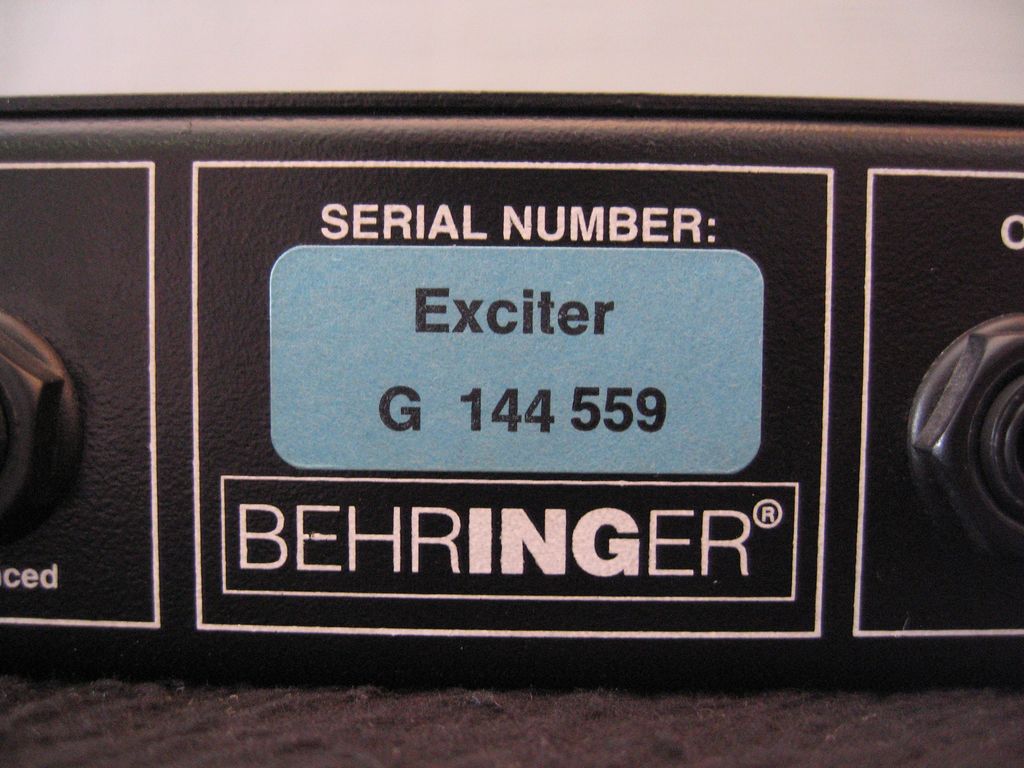 SERIAL NUMBER:
Exciter
G 144 559
BEHRINGER®